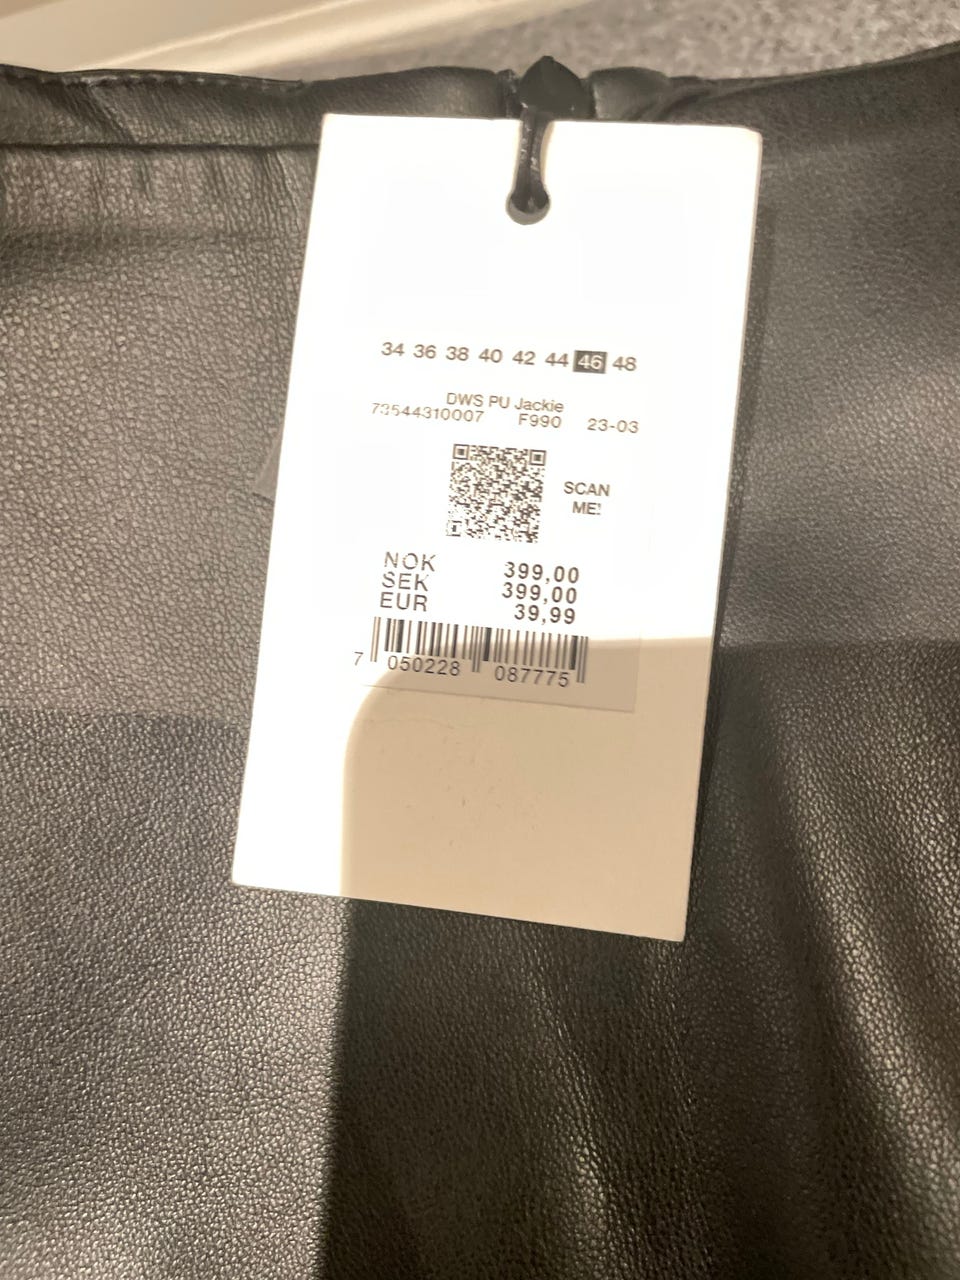 34 36 38 40 42 44 46 48
DWS PU Jackie
73544310007 F990 23-03
SCAN
ME!
NOK 399,00
SEK 399,00
EUR 39,99
7 050228 087775